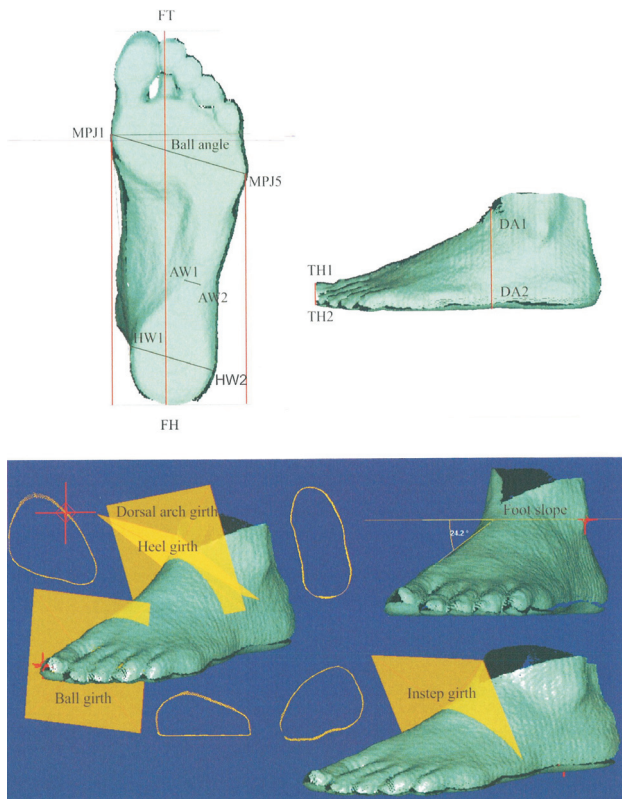 FT
MPJ1
Ball angle
MPJ5
AW1
AW2
HW1
HW2
FH
DA1
TH1
DA2
TH2
Dorsal arch girth
Heel girth
Ball girth
Foot slope
24.2 °
Instep girth